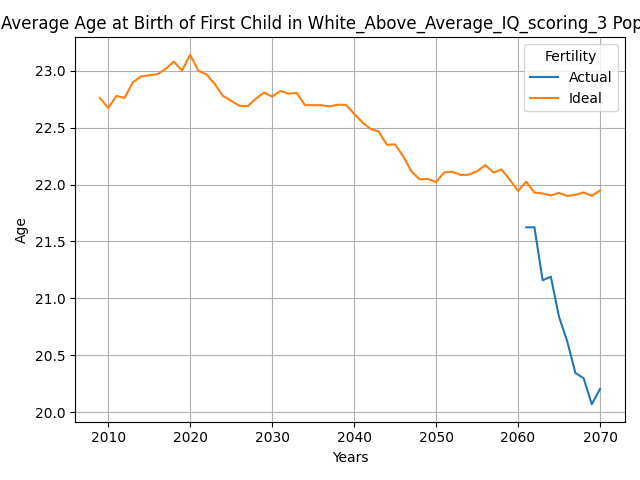 Average Age at Birth of First Child in White_Above_Average_IQ_scoring_3 Pop
Fertility
Actual
Ideal
23.0
22.5
22.0
21.5
21.0
20.5
20.0
Age
2010 2020 2030 2040 2050 2060 2070
Years